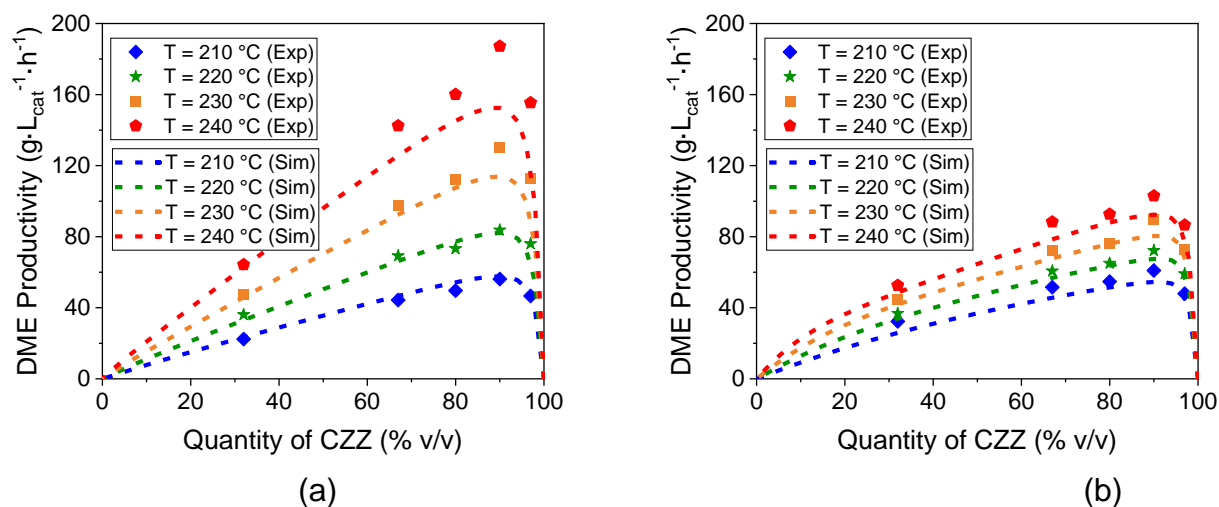 200
160
120
80
40
0
DME Productivity (g·L_cat^-1·h^-1)
T = 210 °C (Exp)
T = 220 °C (Exp)
T = 230 °C (Exp)
T = 240 °C (Exp)
T = 210 °C (Sim)
T = 220 °C (Sim)
T = 230 °C (Sim)
T = 240 °C (Sim)
0 20 40 60 80 100
Quantity of CZZ (% v/v)
(a)
200
160
120
80
40
0
DME Productivity (g·L_cat^-1·h^-1)
T = 210 °C (Exp)
T = 220 °C (Exp)
T = 230 °C (Exp)
T = 240 °C (Exp)
T = 210 °C (Sim)
T = 220 °C (Sim)
T = 230 °C (Sim)
T = 240 °C (Sim)
0 20 40 60 80 100
Quantity of CZZ (% v/v)
(b)